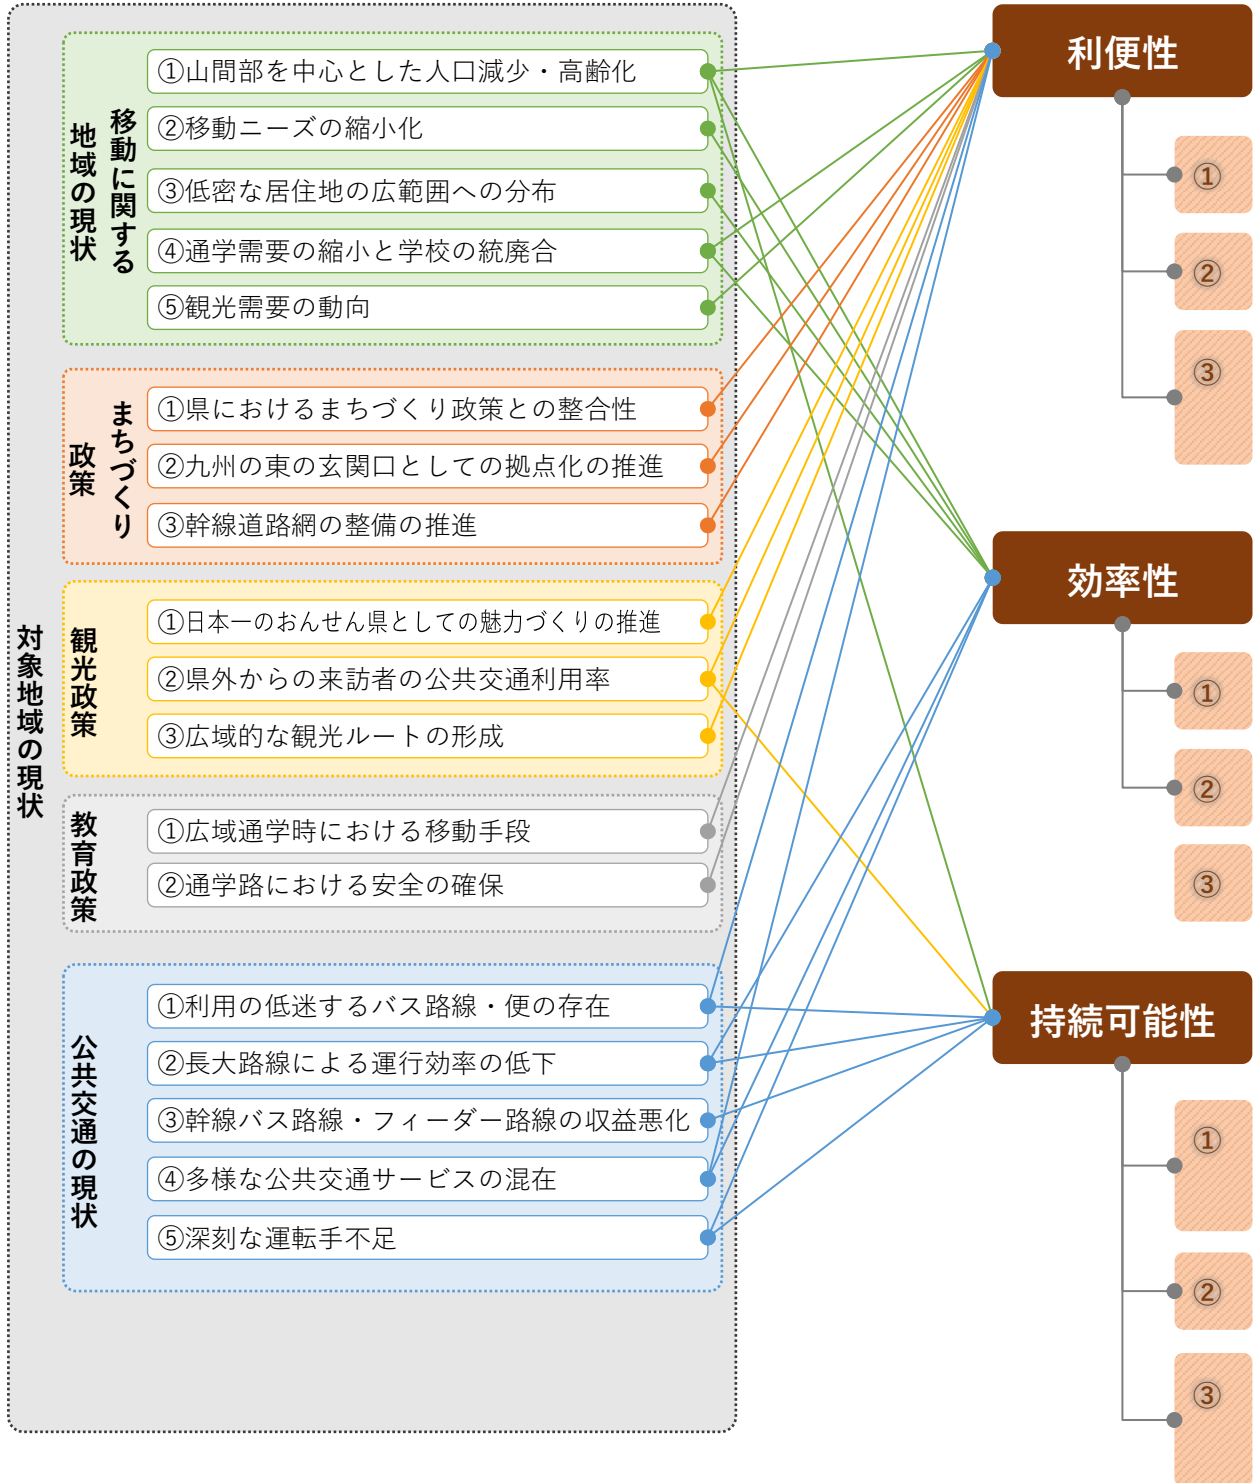 対象地域の現状
移動に関する
地域の現状
①山間部を中心とした人口減少・高齢化
②移動ニーズの縮小化
③低密な居住地の広範囲への分布
④通学需要の縮小と学校の統廃合
⑤観光需要の動向
まちづくり
政策
①県におけるまちづくり政策との整合性
②九州の東の玄関口としての拠点化の推進
③幹線道路網の整備の推進
観光政策
①日本一のおんせん県としての魅力づくりの推進
②県外からの来訪者の公共交通利用率
③広域的な観光ルートの形成
教育政策
①広域通学時における移動手段
②通学路における安全の確保
公共交通の現状
①利用の低迷するバス路線・便の存在
②長大路線による運行効率の低下
③幹線バス路線・フィーダー路線の収益悪化
④多様な公共交通サービスの混在
⑤深刻な運転手不足
利便性
①
②
③
効率性
①
②
③
持続可能性
①
②
③